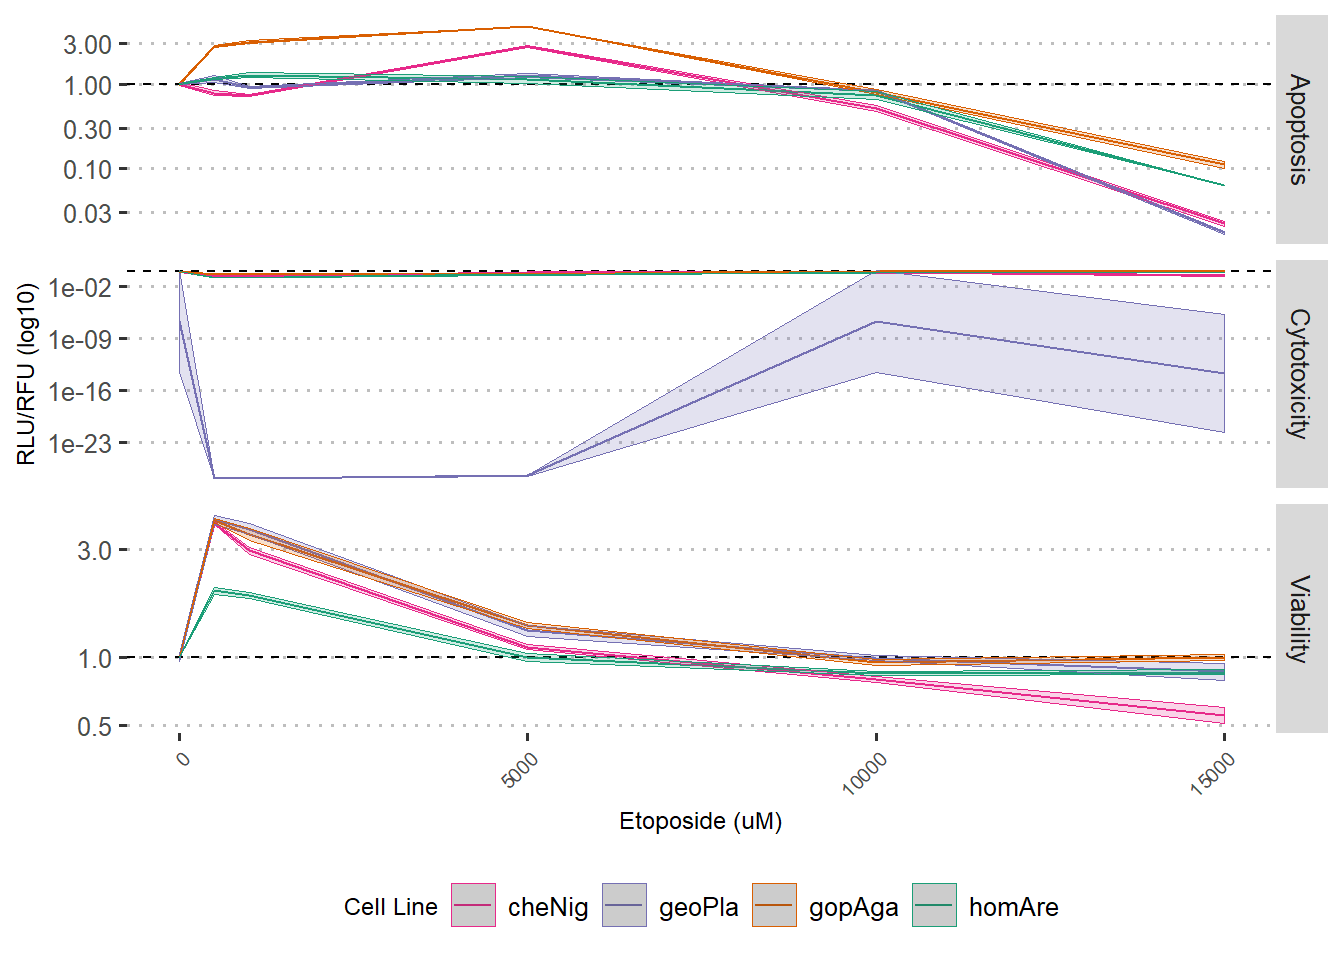 3.00
1.00
0.30
0.10
0.03
Apoptosis
1e-02
1e-09
1e-16
1e-23
Cytotoxicity
RLU/RFU (log10)
3.0
1.0
0.5
Viability
0
5000
10000
15000
Etoposide (uM)
Cell Line cheNig geoPla gopAga homAre